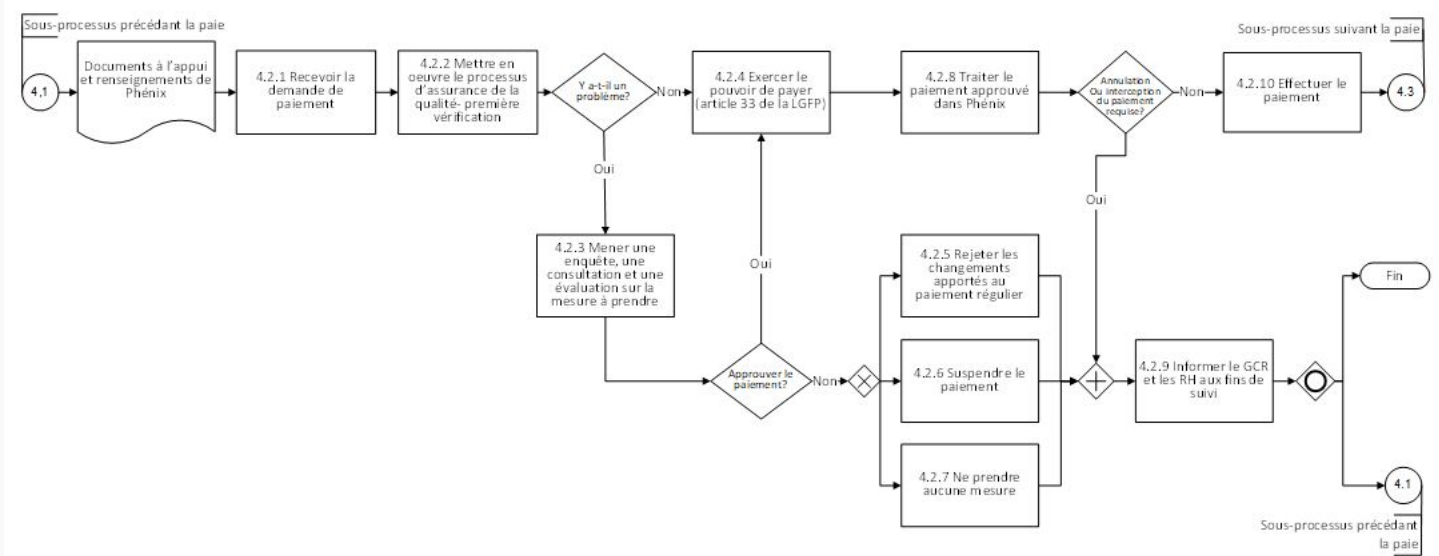 Sous-processus précédant la paie
4,1
Documents à l'appui
et renseignements de
Phénix
4.2.1 Recevoir la
demande de
paiement
4.2.2 Mettre en
oeuvre le processus
d'assurance de la
qualité- première
vérification
Y a-t-il un
problème?
Non
4.2.4 Exercer le
pouvoir de payer
(article 33 de la LGFP)
4.2.8 Traiter le
paiement approuvé
dans Phénix
Annulation
Ou interception
du paiement
requise?
Non
4.2.10 Effectuer le
paiement
Sous-processus suivant la paie
4.3
Oui
Oui
4.2.3 Mener une
enquête, une
consultation et une
évaluation sur la
mesure à prendre
Oui
Approuver le
paiement?
Non
4.2.5 Rejeter les
changements
apportés au
paiement régulier
4.2.6 Suspendre le
paiement
4.2.7 Ne prendre
aucune mesure
4.2.9 Informer le GCR
et les RH aux fins de
suivi
Fin
4.1
Sous-processus précédant
la paie